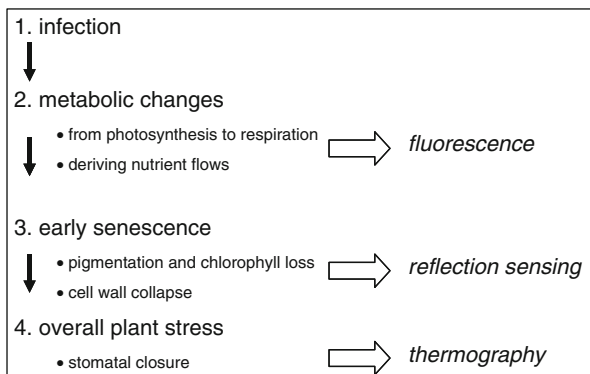 1. infection
2. metabolic changes
• from photosynthesis to respiration
fluorescence
• deriving nutrient flows
3. early senescence
• pigmentation and chlorophyll loss
reflection sensing
• cell wall collapse
4. overall plant stress
• stomatal closure
thermography